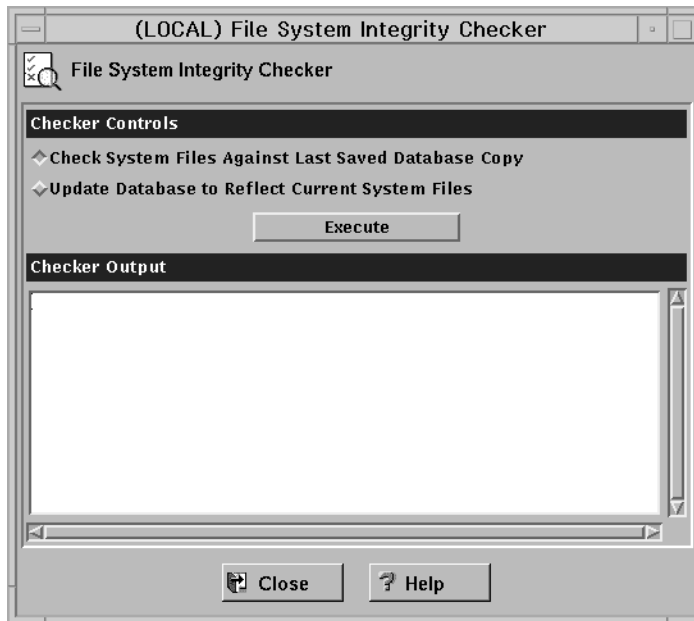 (LOCAL) File System Integrity Checker
File System Integrity Checker
Checker Controls
Check System Files Against Last Saved Database Copy
Update Database to Reflect Current System Files
Execute
Checker Output
Close
Help